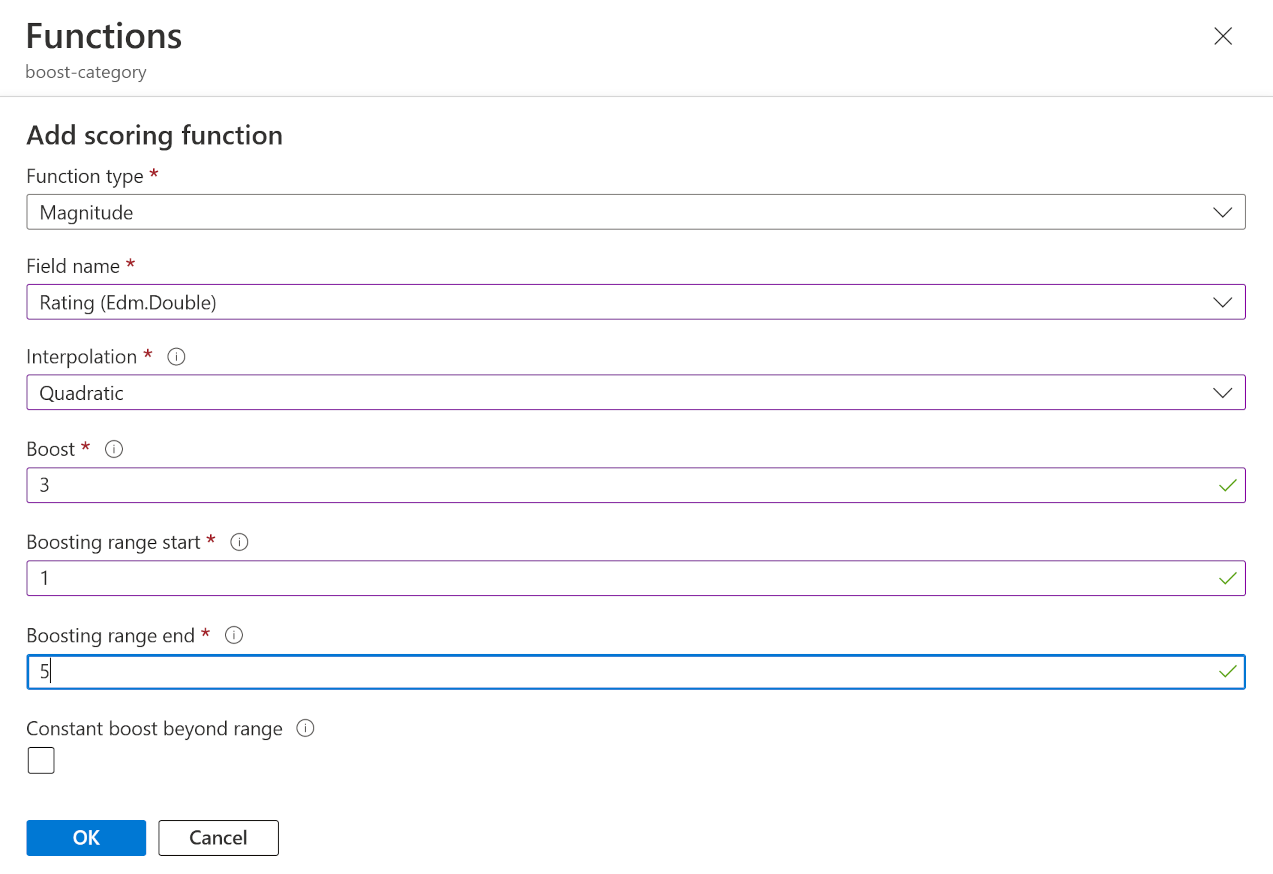 Functions
boost-category
Add scoring function
Function type *
Magnitude
Field name *
Rating (Edm.Double)
Interpolation *
Quadratic
Boost *
3
Boosting range start *
1
Boosting range end *
5
Constant boost beyond range
OK Cancel